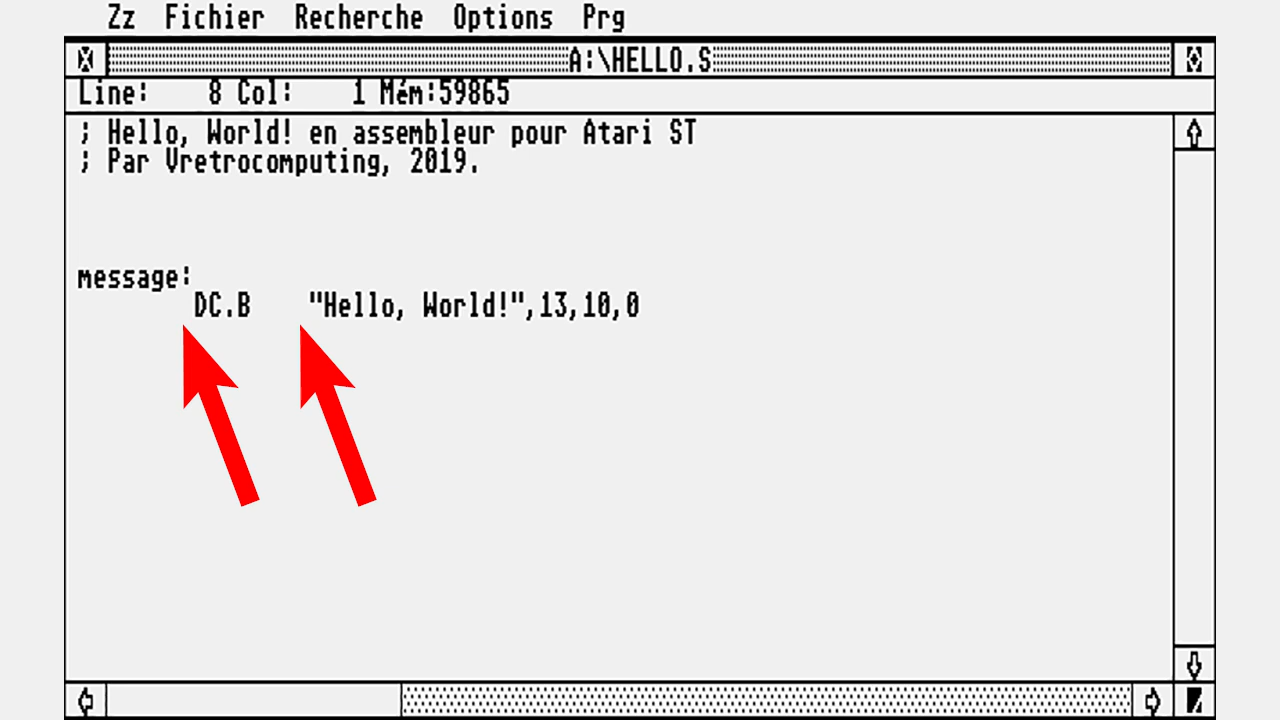 Zz Fichier Recherche Options Prg
A:\HELLO.S
Line: 8 Col: 1 Mém:59865
; Hello, World! en assembleur pour Atari ST
; Par Vretrocomputing, 2019.
message:
DC.B "Hello, World!",13,10,0